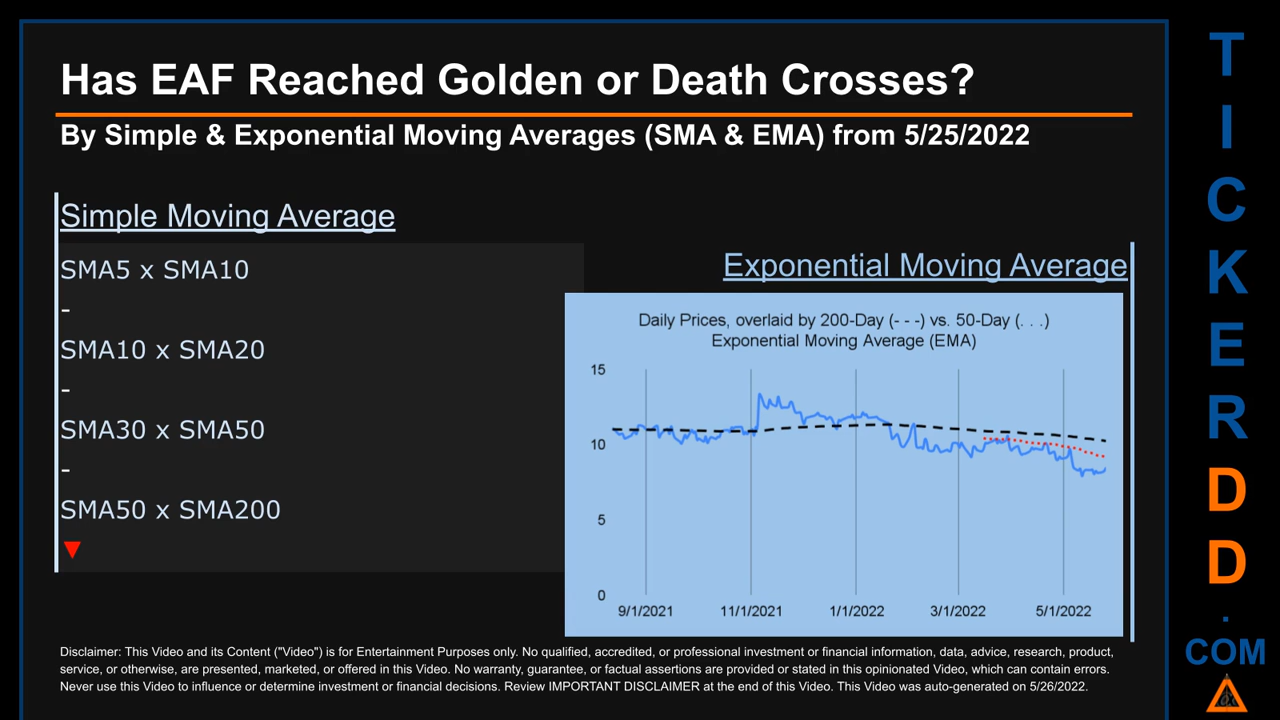 Has EAF Reached Golden or Death Crosses?
By Simple & Exponential Moving Averages (SMA & EMA) from 5/25/2022
Simple Moving Average
SMA5 x SMA10
-
SMA10 x SMA20
-
SMA30 x SMA50
-
SMA50 x SMA200
▼
Exponential Moving Average
Daily Prices, overlaid by 200-Day (- - -) vs. 50-Day (. . .)
Exponential Moving Average (EMA)
15
10
5
0
9/1/2021 11/1/2021 1/1/2022 3/1/2022 5/1/2022
Disclaimer: This Video and its Content ("Video") is for Entertainment Purposes only. No qualified, accredited, or professional investment or financial information, data, advice, research, product,
service, or otherwise, are presented, marketed, or offered in this Video. No warranty, guarantee, or factual assertions are provided or stated in this opinionated Video, which can contain errors.
Never use this Video to influence or determine investment or financial decisions. Review IMPORTANT DISCLAIMER at the end of this Video. This Video was auto-generated on 5/26/2022.
T
I
C
K
E
R
D
D
.
COM